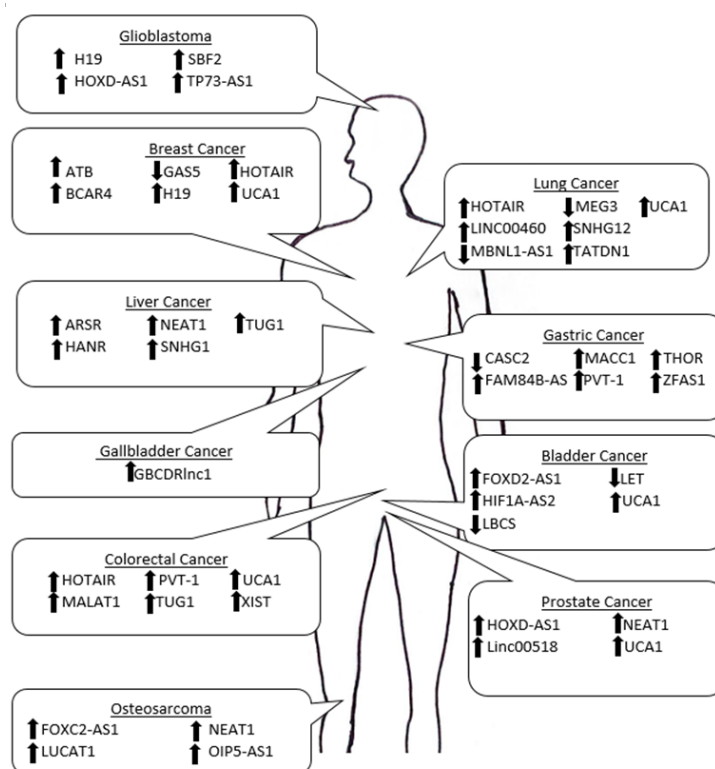 Glioblastoma
H19 SBF2
HOXD-AS1 TP73-AS1
Breast Cancer
ATB GAS5 HOTAIR
BCAR4 H19 UCA1
Lung Cancer
HOTAIR MEG3 UCA1
LINC00460 SNHG12
MBNL1-AS1 TATDN1
Liver Cancer
ARSR NEAT1 TUG1
HANR SNHG1
Gastric Cancer
CASC2 MACC1 THOR
FAM84B-AS PVT-1 ZFAS1
Gallbladder Cancer
GBCDRlnc1
Bladder Cancer
FOXD2-AS1 LET
HIF1A-AS2 UCA1
LBCS
Colorectal Cancer
HOTAIR PVT-1 UCA1
MALAT1 TUG1 XIST
Prostate Cancer
HOXD-AS1 NEAT1
Linc00518 UCA1
Osteosarcoma
FOXC2-AS1 NEAT1
LUCAT1 OIP5-AS1